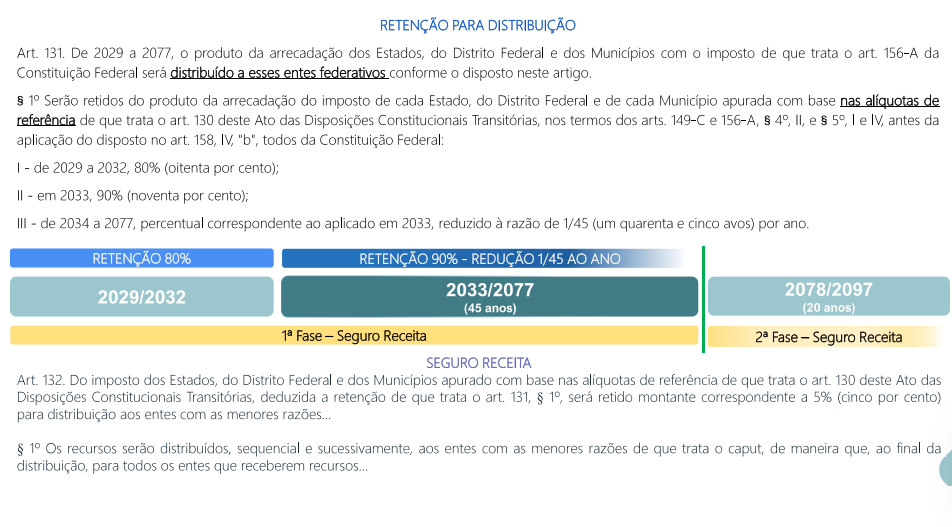 RETENÇÃO PARA DISTRIBUIÇÃO
Art. 131. De 2029 a 2077, o produto da arrecadação dos Estados, do Distrito Federal e dos Municípios com o imposto de que trata o art. 156-A da
Constituição Federal será distribuído a esses entes federativos conforme o disposto neste artigo.
§ 1º Serão retidos do produto da arrecadação do imposto de cada Estado, do Distrito Federal e de cada Município apurada com base nas alíquotas de
referência de que trata o art. 130 deste Ato das Disposições Constitucionais Transitórias, nos termos dos arts. 149-C e 156-A, § 4º, II, e § 5º, I e IV, antes da
aplicação do disposto no art. 158, IV, "b", todos da Constituição Federal:
I - de 2029 a 2032, 80% (oitenta por cento);
II - em 2033, 90% (noventa por cento);
III - de 2034 a 2077, percentual correspondente ao aplicado em 2033, reduzido à razão de 1/45 (um quarenta e cinco avos) por ano.
RETENÇÃO 80%
RETENÇÃO 90% - REDUÇÃO 1/45 AO ANO
2029/2032
2033/2077
(45 anos)
2078/2097
(20 anos)
1ª Fase – Seguro Receita
2ª Fase – Seguro Receita
SEGURO RECEITA
Art. 132. Do imposto dos Estados, do Distrito Federal e dos Municípios apurado com base nas alíquotas de referência de que trata o art. 130 deste Ato das
Disposições Constitucionais Transitórias, deduzida a retenção de que trata o art. 131, § 1º, será retido montante correspondente a 5% (cinco por cento)
para distribuição aos entes com as menores razões...
§ 1º Os recursos serão distribuídos, sequencial e sucessivamente, aos entes com as menores razões de que trata o caput, de maneira que, ao final da
distribuição, para todos os entes que receberem recursos...